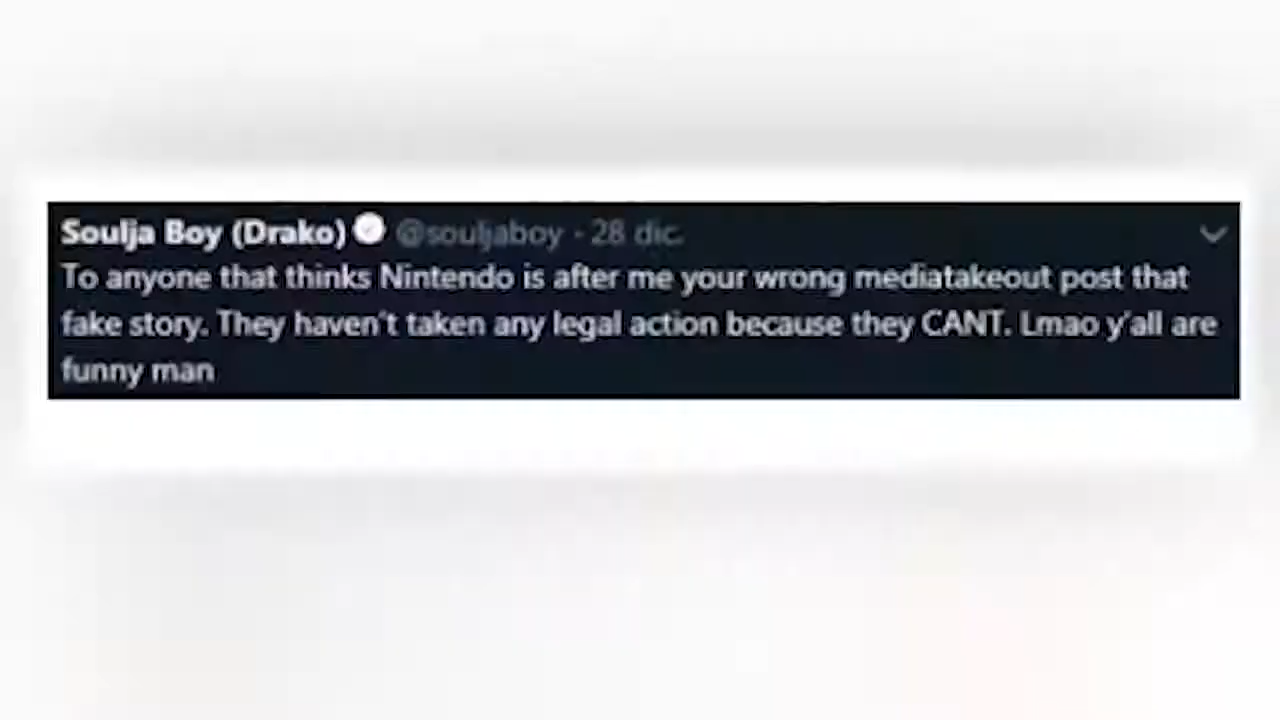 Soulja Boy (Drako) @souljaboy · 28 dic.
To anyone that thinks Nintendo is after me your wrong mediatakeout post that
fake story. They haven't taken any legal action because they CANT. Lmao y'all are
funny man